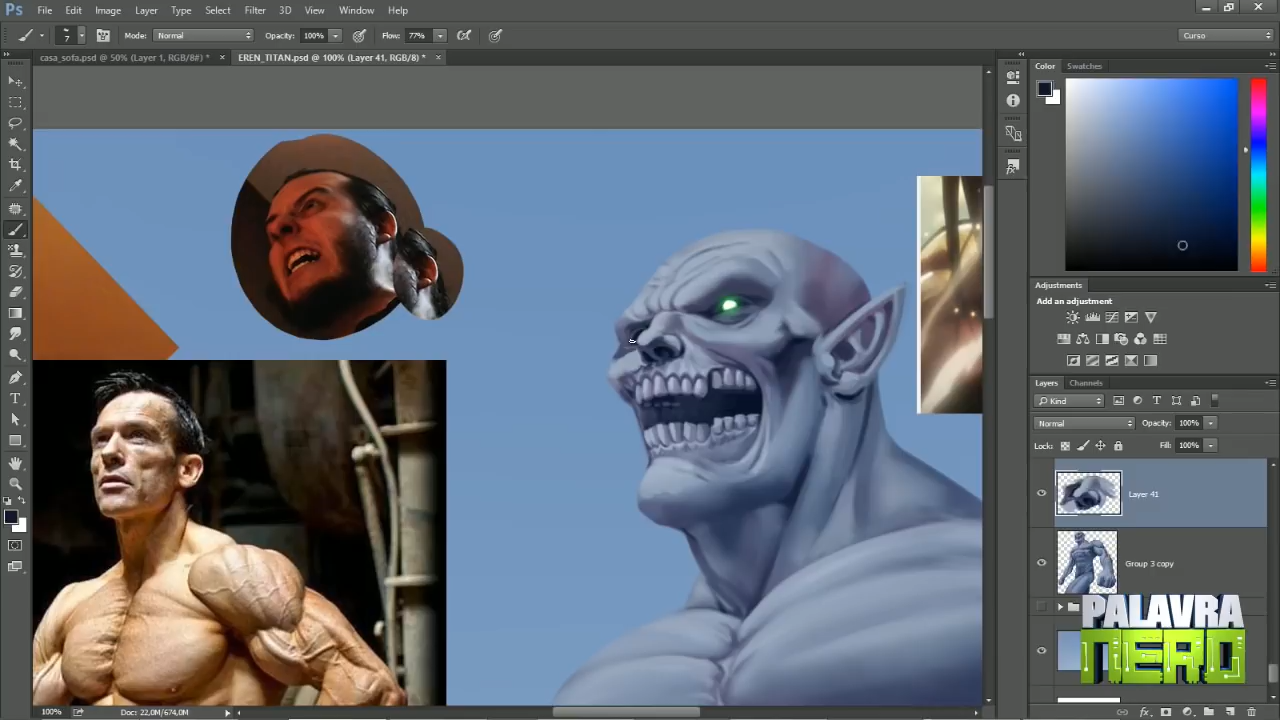 Ps File Edit Image Layer Type Select Filter 3D View Window Help
7 Mode: Normal Opacity: 100% Flow: 77% Curso
casa_sofa.psd @ 50% (Layer 1, RGB/8#) * × EREN_TITAN.psd @ 100% (Layer 41, RGB/8) * ×
Color Swatches
Adjustments
Add an adjustment
Layers Channels
Kind
Normal Opacity: 100%
Lock: Fill: 100%
Layer 41
Group 3 copy
PALAVRA
NERD
100% Doc: 22,0M/674,0M